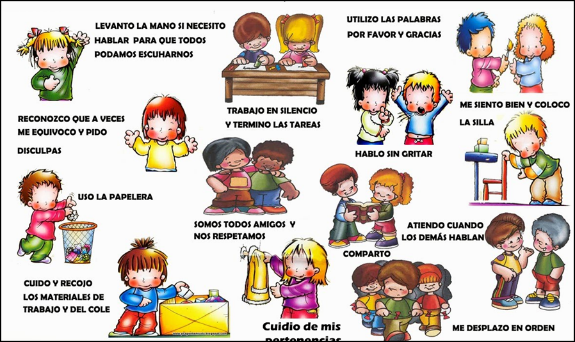 LEVANTO LA MANO SI NECESITO
HABLAR PARA QUE TODOS
PODAMOS ESCUHARNOS
UTILIZO LAS PALABRAS
POR FAVOR Y GRACIAS
TRABAJO EN SILENCIO
Y TERMINO LAS TAREAS
ME SIENTO BIEN Y COLOCO
LA SILLA
RECONOZCO QUE A VECES
ME EQUIVOCO Y PIDO
DISCULPAS
HABLO SIN GRITAR
USO LA PAPELERA
SOMOS TODOS AMIGOS Y
NOS RESPETAMOS
ATIENDO CUANDO
LOS DEMÁS HABLAN
COMPARTO
CUIDO Y RECOJO
LOS MATERIALES DE
TRABAJO Y DEL COLE
Cuidio de mis
pertenencias
ME DESPLAZO EN ORDEN